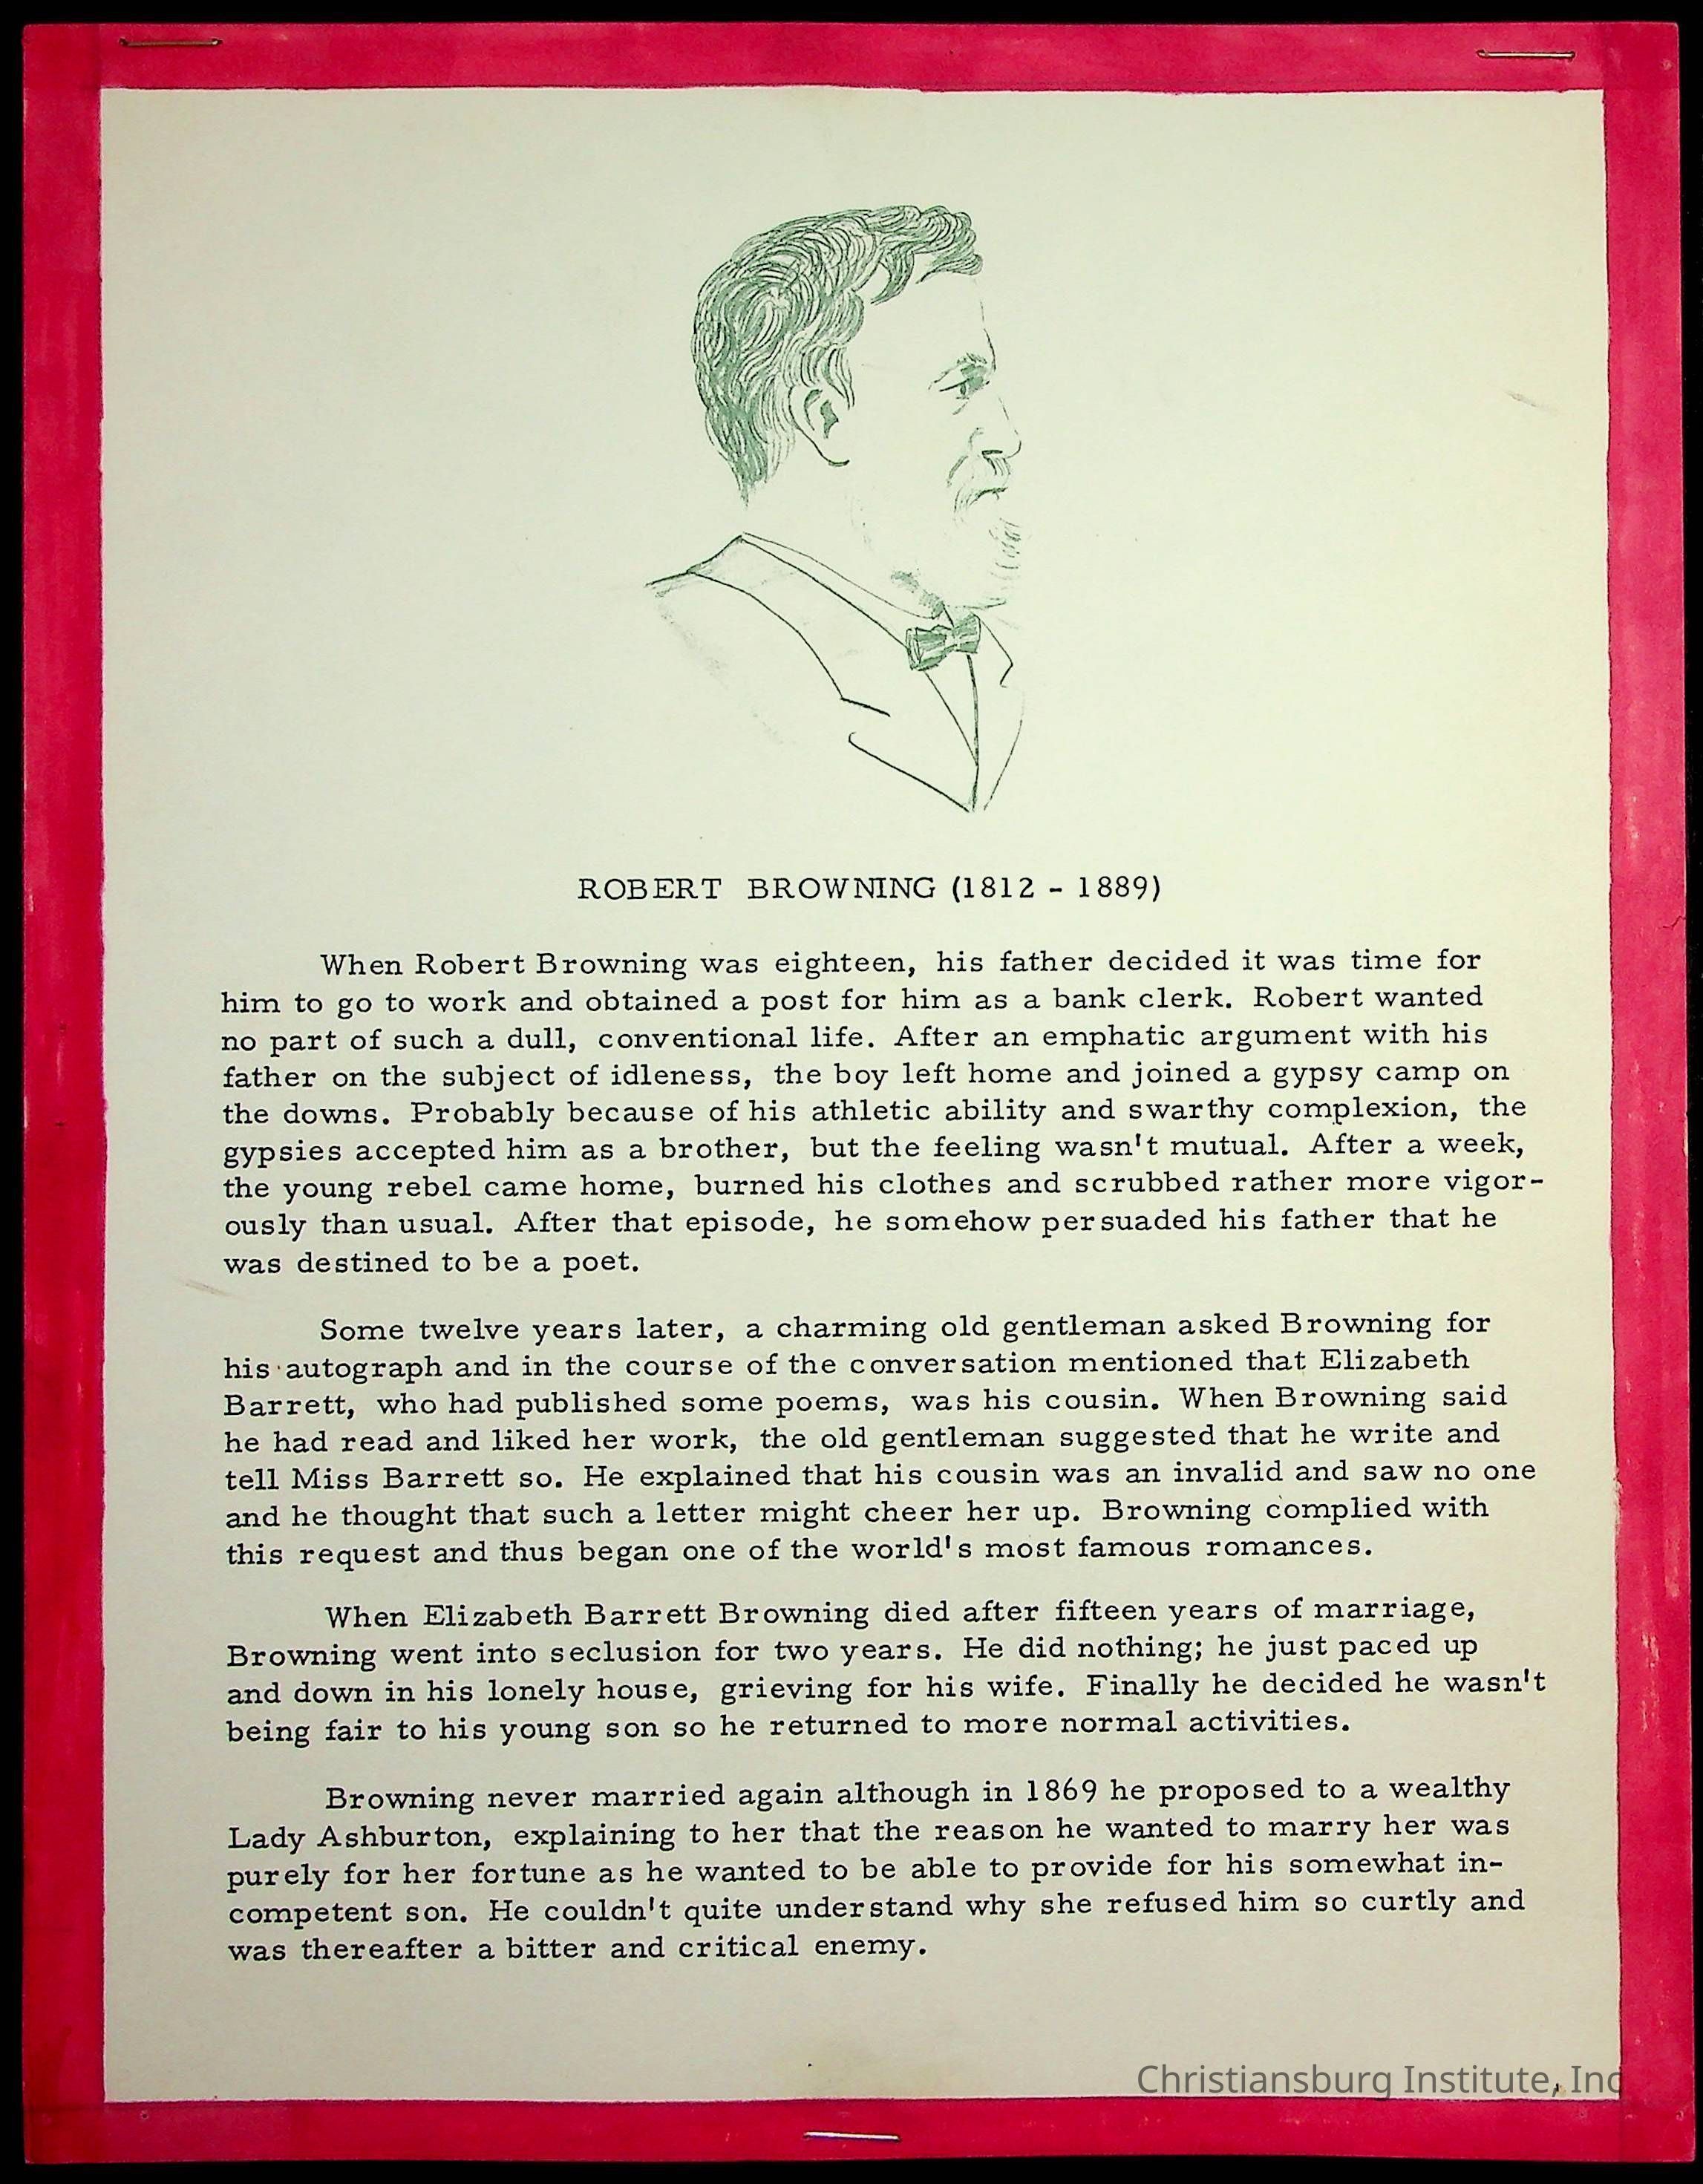 ROBERT BROWNING (1812 - 1889)
When Robert Browning was eighteen, his father decided it was time for
him to go to work and obtained a post for him as a bank clerk. Robert wanted
no part of such a dull, conventional life. After an emphatic argument with his
father on the subject of idleness, the boy left home and joined a gypsy camp on
the downs. Probably because of his athletic ability and swarthy complexion, the
gypsies accepted him as a brother, but the feeling wasn't mutual. After a week,
the young rebel came home, burned his clothes and scrubbed rather more vigor-
ously than usual. After that episode, he somehow persuaded his father that he
was destined to be a poet.
Some twelve years later, a charming old gentleman asked Browning for
his autograph and in the course of the conversation mentioned that Elizabeth
Barrett, who had published some poems, was his cousin. When Browning said
he had read and liked her work, the old gentleman suggested that he write and
tell Miss Barrett so. He explained that his cousin was an invalid and saw no one
and he thought that such a letter might cheer her up. Browning complied with
this request and thus began one of the world's most famous romances.
When Elizabeth Barrett Browning died after fifteen years of marriage,
Browning went into seclusion for two years. He did nothing; he just paced up
and down in his lonely house, grieving for his wife. Finally he decided he wasn't
being fair to his young son so he returned to more normal activities.
Browning never married again although in 1869 he proposed to a wealthy
Lady Ashburton, explaining to her that the reason he wanted to marry her was
purely for her fortune as he wanted to be able to provide for his somewhat in-
competent son. He couldn't quite understand why she refused him so curtly and
was thereafter a bitter and critical enemy.
Christiansburg Institute, Inc